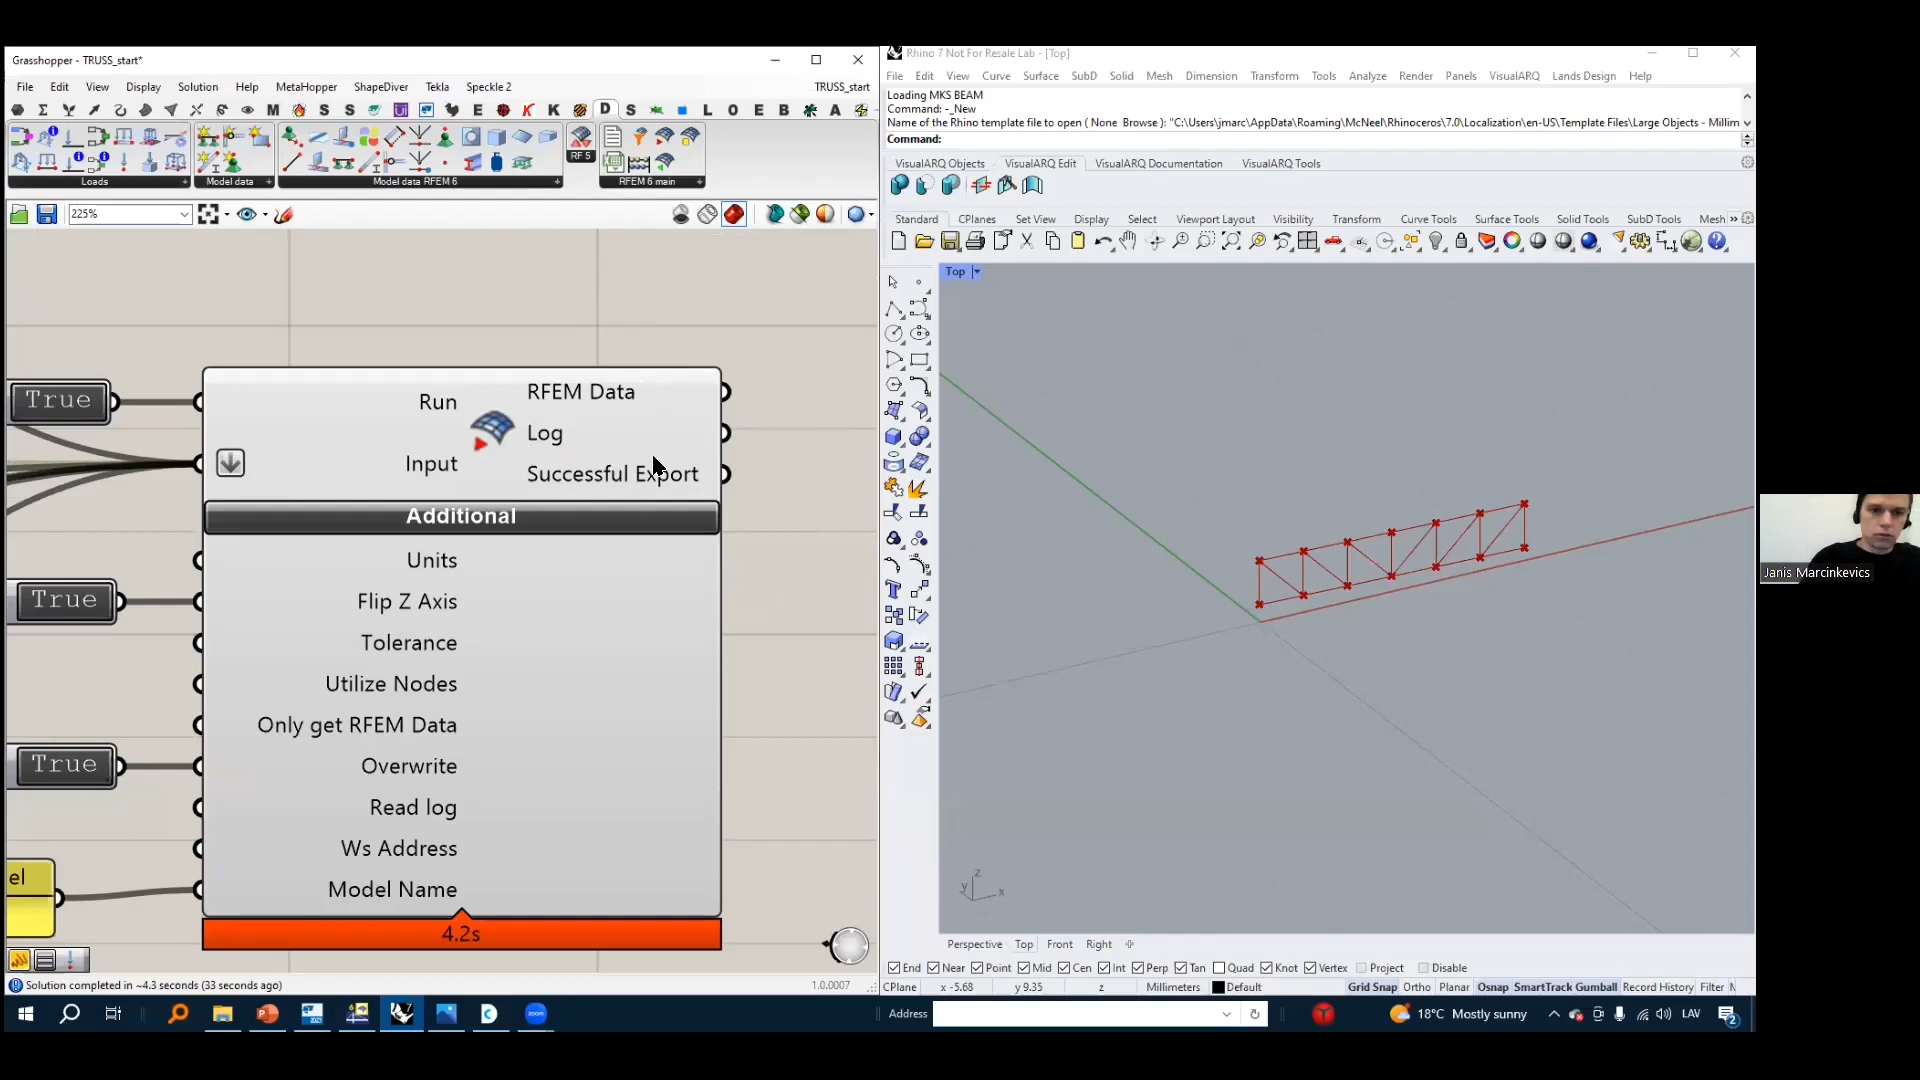 Grasshopper - TRUSS_start*
File Edit View Display Solution Help MetaHopper ShapeDiver Tekla Speckle 2 TRUSS_start
M S S E K K D S L O E B A
RF 5
Loads Model data Model data RFEM 6 RFEM 6 main
225%
True
Run
Input
RFEM Data
Log
Successful Export
Additional
Units
True
Flip Z Axis
Tolerance
Utilize Nodes
Only get RFEM Data
True
Overwrite
Read log
Ws Address
el
Model Name
4.2s
Solution completed in ~4.3 seconds (33 seconds ago) 1.0.0007
Rhino 7 Not For Resale Lab - [Top]
File Edit View Curve Surface SubD Solid Mesh Dimension Transform Tools Analyze Render Panels VisualARQ Lands Design Help
Loading MKS BEAM
Command: -_New
Name of the Rhino template file to open ( None Browse ): "C:\Users\jmarc\AppData\Roaming\McNeel\Rhinoceros\7.0\Localization\en-US\Template Files\Large Objects - Millim
Command:
VisualARQ Objects VisualARQ Edit VisualARQ Documentation VisualARQ Tools
Standard CPlanes Set View Display Select Viewport Layout Visibility Transform Curve Tools Surface Tools Solid Tools SubD Tools Mesh »
Top
z
y
x
Perspective Top Front Right
End Near Point Mid Cen Int Perp Tan Quad Knot Vertex Project Disable
CPlane x -5.68 y 9.35 z Millimeters Default Grid Snap Ortho Planar Osnap SmartTrack Gumball Record History Filter
Janis Marcinkevics
zoom
Address
18°C Mostly sunny LAV 2